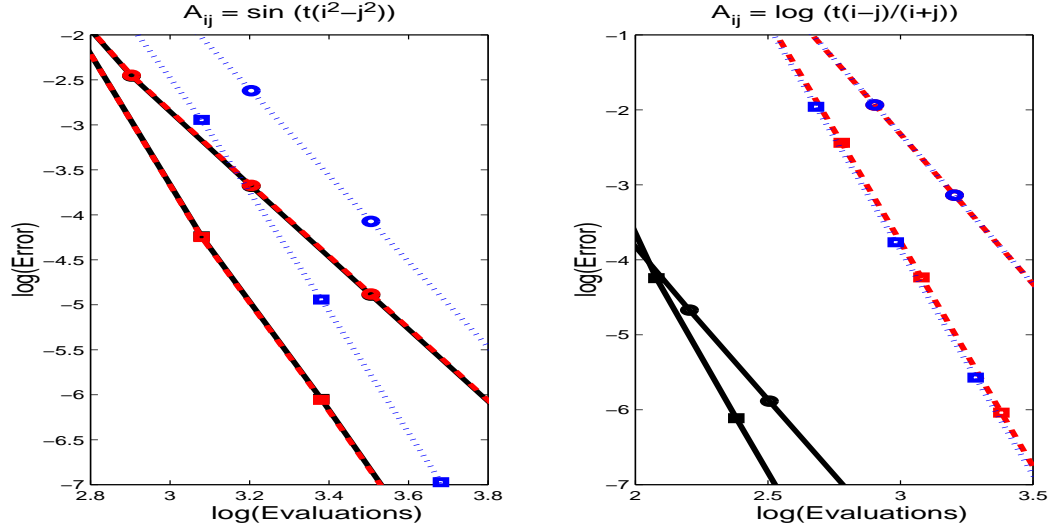 A_ij = sin (t(i²−j²))
−2
−2.5
−3
−3.5
−4
−4.5
−5
−5.5
−6
−6.5
−7
log(Error)
2.8 3 3.2 3.4 3.6 3.8
log(Evaluations)
A_ij = log (t(i−j)/(i+j))
−1
−2
−3
−4
−5
−6
−7
log(Error)
2 2.5 3 3.5
log(Evaluations)